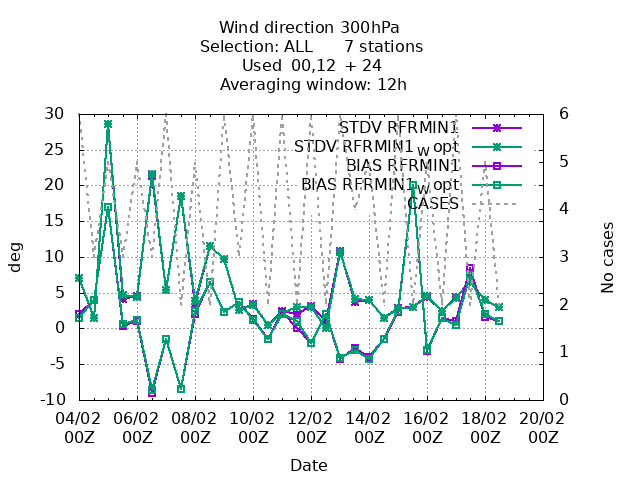 Wind direction 300hPa
Selection: ALL 7 stations
Used 00,12 + 24
Averaging window: 12h
30 6
STDV RFRMIN1
STDV RFRMIN1_w opt
25 5
BIAS RFRMIN1
BIAS RFRMIN1_w opt
20
CASES
4
15
10 3
5 2
0
-5 1
-10 0
deg
No cases
04/02 06/02 08/02 10/02 12/02 14/02 16/02 18/02 20/02
00Z 00Z 00Z 00Z 00Z 00Z 00Z 00Z 00Z
Date